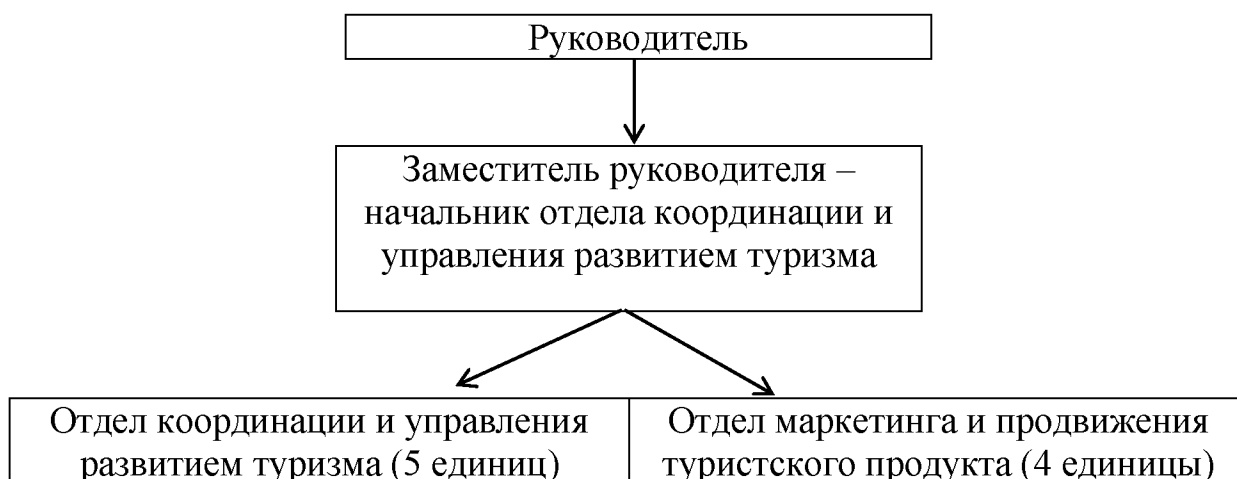 Руководитель
Заместитель руководителя –
начальник отдела координации и
управления развитием туризма
Отдел координации и управления
развитием туризма (5 единиц)
Отдел маркетинга и продвижения
туристского продукта (4 единицы)